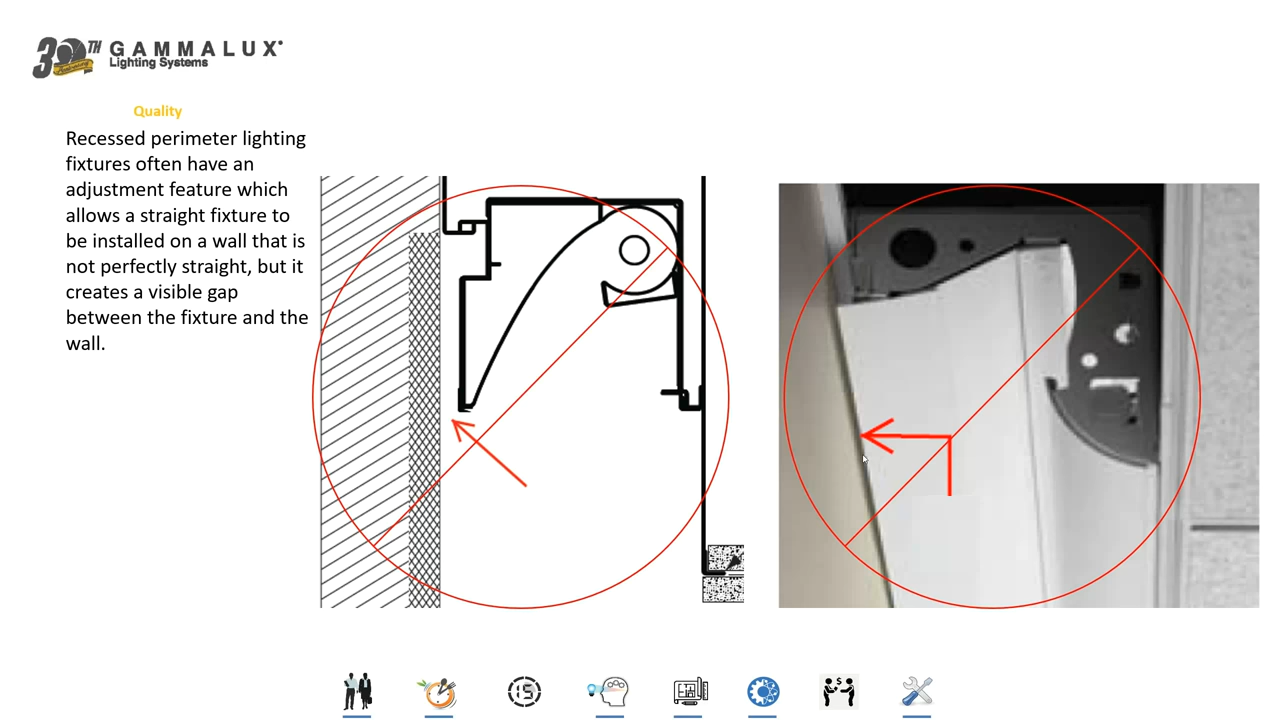 30TH GAMMALUX
Anniversary
Lighting Systems
Quality
Recessed perimeter lighting
fixtures often have an
adjustment feature which
allows a straight fixture to
be installed on a wall that is
not perfectly straight, but it
creates a visible gap
between the fixture and the
wall.
15
$